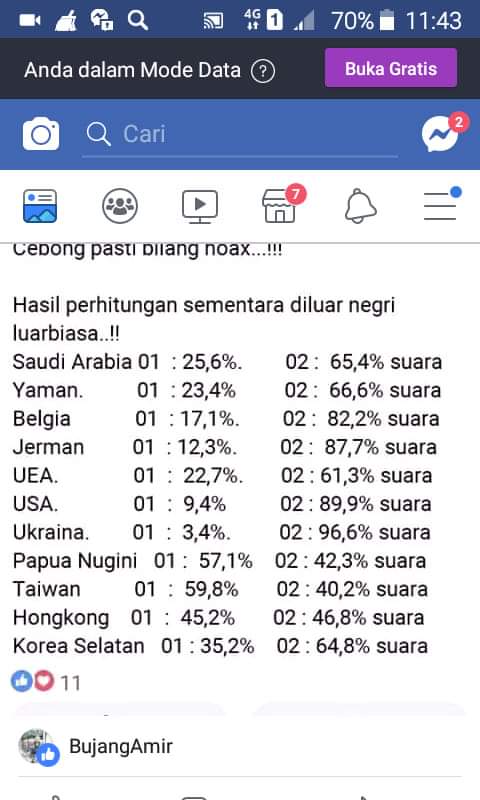 4G 1 70% 11:43
Anda dalam Mode Data ? Buka Gratis
Cari 2
7
Cebong pasti bilang hoax...!!!
Hasil perhitungan sementara diluar negri
luarbiasa..!!
Saudi Arabia 01 : 25,6%. 02 : 65,4% suara
Yaman. 01 : 23,4% 02 : 66,6% suara
Belgia 01 : 17,1%. 02 : 82,2% suara
Jerman 01 : 12,3%. 02 : 87,7% suara
UEA. 01 : 22,7%. 02 : 61,3% suara
USA. 01 : 9,4% 02 : 89,9% suara
Ukraina. 01 : 3,4%. 02 : 96,6% suara
Papua Nugini 01 : 57,1% 02 : 42,3% suara
Taiwan 01 : 59,8% 02 : 40,2% suara
Hongkong 01 : 45,2% 02 : 46,8% suara
Korea Selatan 01 : 35,2% 02 : 64,8% suara
11
BujangAmir